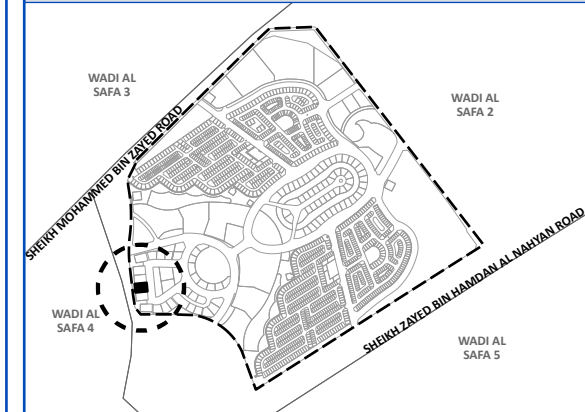 WADI AL
SAFA 3
WADI AL
SAFA 2
SHEIKH MOHAMMED BIN ZAYED ROAD
SHEIKH ZAYED BIN HAMDAN AL NAHYAN ROAD
WADI AL
SAFA 4
WADI AL
SAFA 5